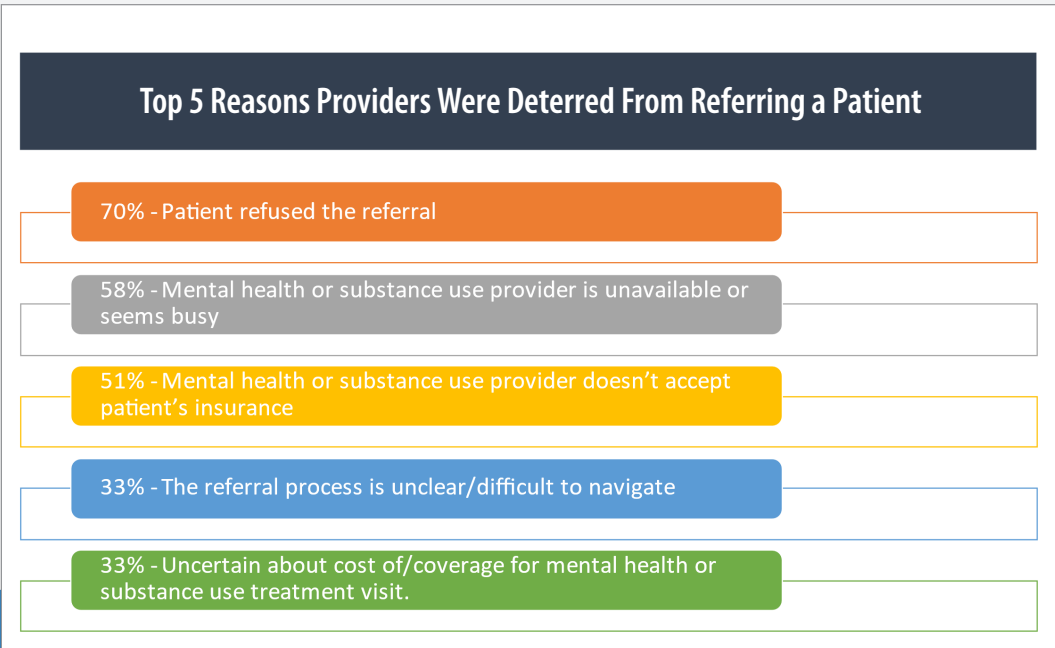 Top 5 Reasons Providers Were Deterred From Referring a Patient
70% - Patient refused the referral
58% - Mental health or substance use provider is unavailable or
seems busy
51% - Mental health or substance use provider doesn’t accept
patient’s insurance
33% - The referral process is unclear/difficult to navigate
33% - Uncertain about cost of/coverage for mental health or
substance use treatment visit.